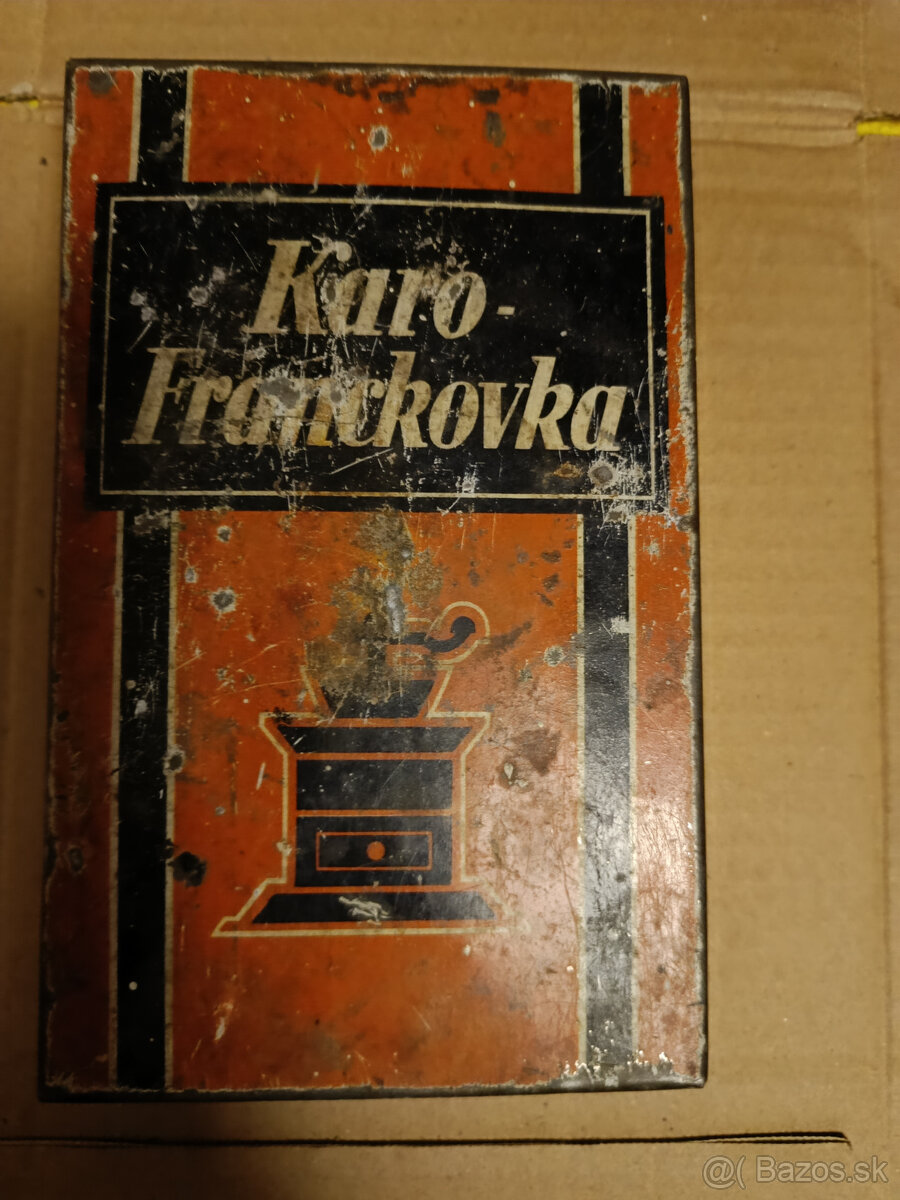 Karo-
Franckovka
@( Bazos.sk